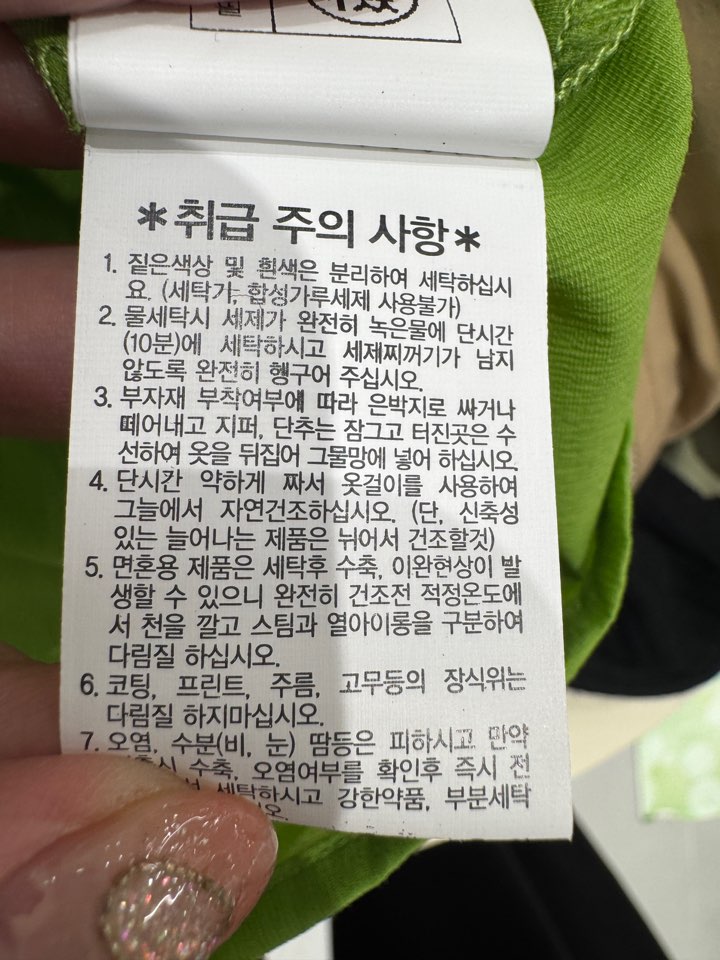 *취급 주의 사항*
1. 짙은색상 및 흰색은 분리하여 세탁하십시
요. (세탁기, 합성가루세제 사용불가)
2. 물세탁시 세제가 완전히 녹은물에 단시간
(10분)에 세탁하시고 세제찌꺼기가 남지
않도록 완전히 헹구어 주십시오.
3. 부자재 부착여부에 따라 은박지로 싸거나
떼어내고 지퍼, 단추는 잠그고 터진곳은 수
선하여 옷을 뒤집어 그물망에 넣어 하십시오.
4. 단시간 약하게 짜서 옷걸이를 사용하여
그늘에서 자연건조하십시오. (단, 신축성
있는 늘어나는 제품은 뉘어서 건조할것)
5. 면혼용 제품은 세탁후 수축, 이완현상이 발
생할 수 있으니 완전히 건조전 적정온도에
서 천을 깔고 스팀과 열아이롱을 구분하여
다림질 하십시오.
6. 코팅, 프린트, 주름, 고무등의 장식위는
다림질 하지마십시오.
7. 오염, 수분(비, 눈) 땀등은 피하시고 만약
수축, 오염여부를 확인후 즉시 전
세탁하시고 강한약품, 부분세탁